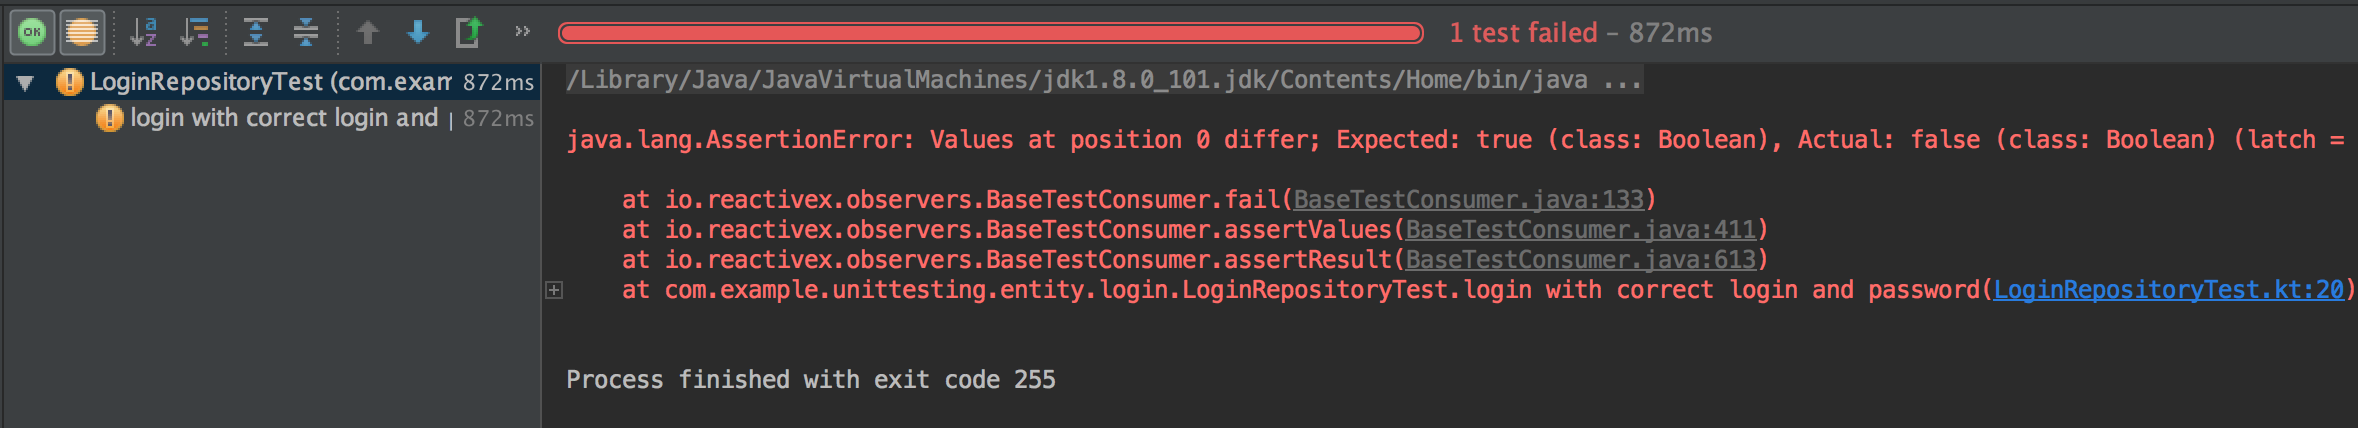 OK
a
z
1 test failed – 872ms
LoginRepositoryTest (com.exam 872ms
login with correct login and 872ms
/Library/Java/JavaVirtualMachines/jdk1.8.0_101.jdk/Contents/Home/bin/java ...
java.lang.AssertionError: Values at position 0 differ; Expected: true (class: Boolean), Actual: false (class: Boolean) (latch =
at io.reactivex.observers.BaseTestConsumer.fail(BaseTestConsumer.java:133)
at io.reactivex.observers.BaseTestConsumer.assertValues(BaseTestConsumer.java:411)
at io.reactivex.observers.BaseTestConsumer.assertResult(BaseTestConsumer.java:613)
at com.example.unittesting.entity.login.LoginRepositoryTest.login with correct login and password(LoginRepositoryTest.kt:20)
Process finished with exit code 255